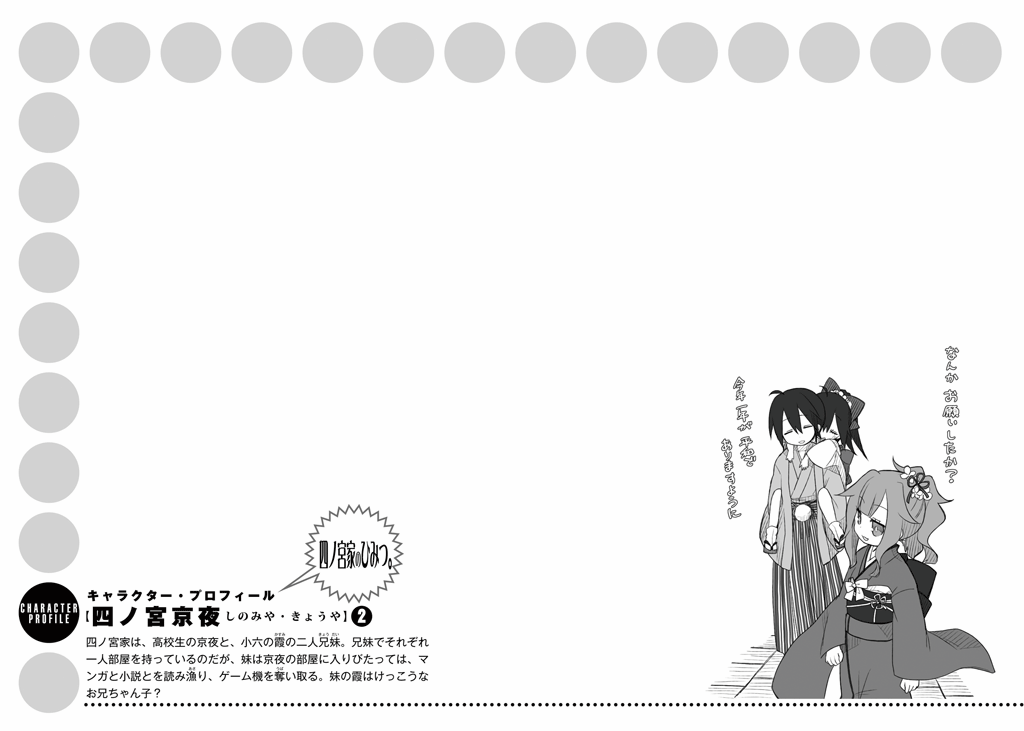 なんかお願いしたか?
今年一年が平和で
ありますように
四ノ宮家のひみつ。
CHARACTER
PROFILE
キャラクター・プロフィール
【四ノ宮京夜 しのみや・きょうや】❷
四ノ宮家は、高校生の京夜と、小六の霞の二人兄妹。兄妹でそれぞれ
一人部屋を持っているのだが、妹は京夜の部屋に入りびたっては、マ
ンガと小説とを読み漁り、ゲーム機を奪い取る。妹の霞はけっこうな
お兄ちゃん子?